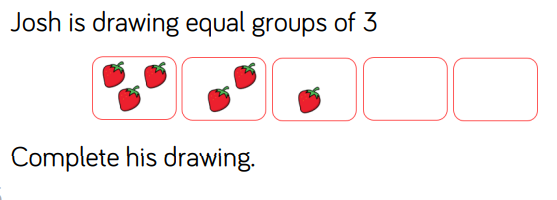 Josh is drawing equal groups of 3
Complete his drawing.